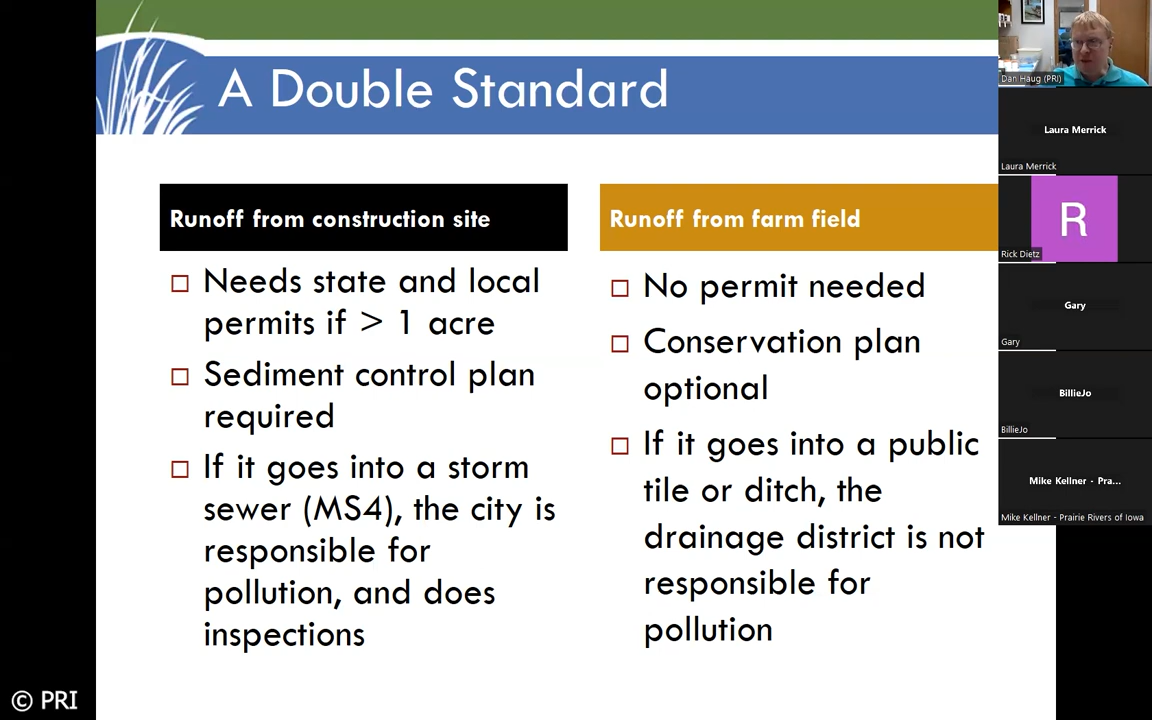 A Double Standard
Runoff from construction site
Needs state and local
permits if > 1 acre
Sediment control plan
required
If it goes into a storm
sewer (MS4), the city is
responsible for
pollution, and does
inspections
Runoff from farm field
No permit needed
Conservation plan
optional
If it goes into a public
tile or ditch, the
drainage district is not
responsible for
pollution
Dan Haug (PRI)
Laura Merrick
Laura Merrick
R
Rick Dietz
Gary
Gary
BillieJo
BillieJo
Mike Kellner - Pra...
Mike Kellner - Prairie Rivers of Iowa
© PRI